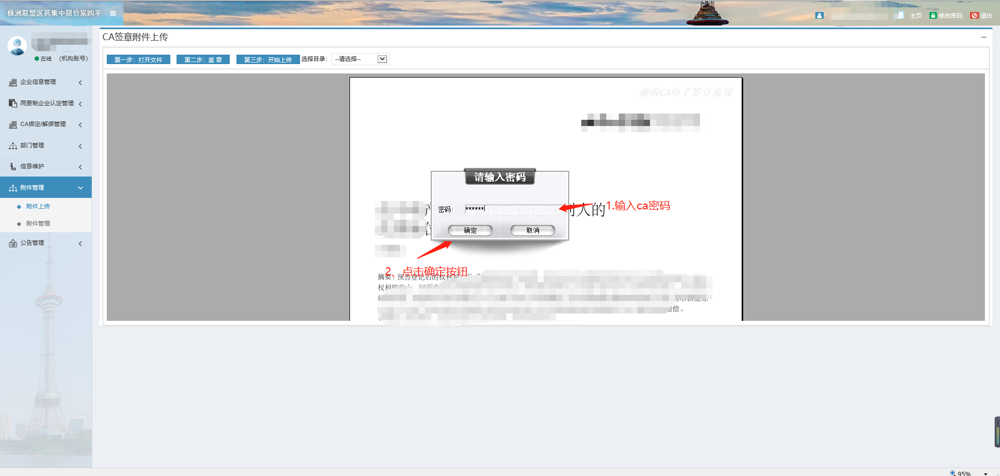 株洲联盟医药集中限价采购平
主页
修改密码
退出
在线 (机构账号)
企业信息管理
两票制企业认定管理
CA绑定/解绑管理
部门管理
信息维护
附件管理
附件上传
附件管理
公告管理
CA签章附件上传
第一步：打开文件
第二步：盖 章
第三步：开始上传
选择目录：
--请选择--
湖南CA电子签章系统
请输入密码
密码：
******
确定
取消
1.输入ca密码
人的
2、点击确定按钮
摘要：预告登记后的权利是
权利的
赔偿。
95%